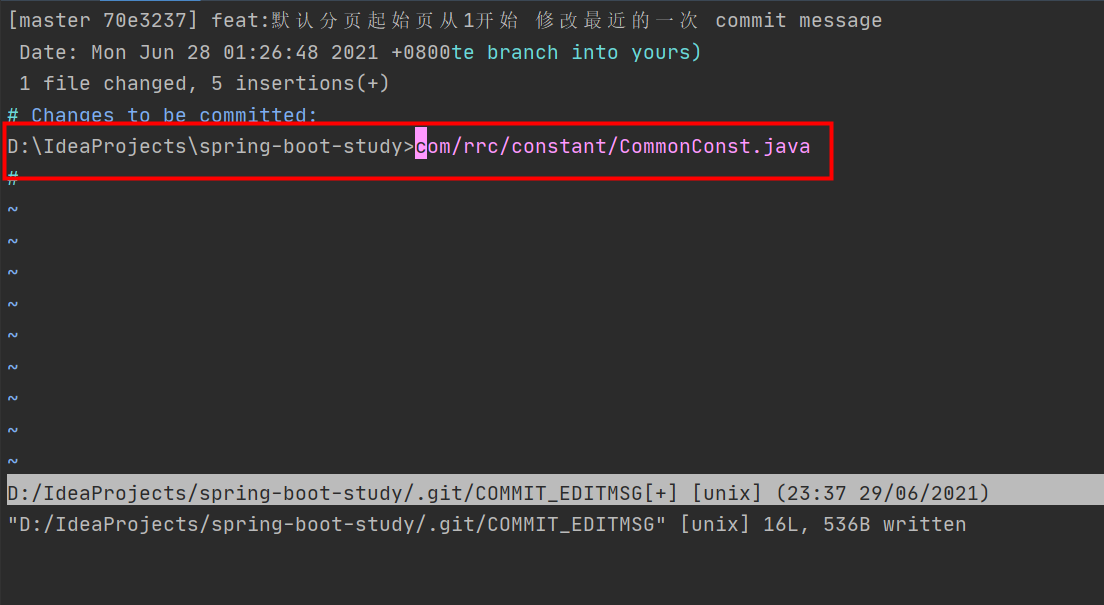 [master 70e3237] feat:默认分页起始页从1开始 修改最近的一次 commit message
Date: Mon Jun 28 01:26:48 2021 +0800te branch into yours)
1 file changed, 5 insertions(+)
# Changes to be committed:
D:\IdeaProjects\spring-boot-study>com/rrc/constant/CommonConst.java
#
~
~
~
~
~
~
~
~
~
D:/IdeaProjects/spring-boot-study/.git/COMMIT_EDITMSG[+] [unix] (23:37 29/06/2021)
"D:/IdeaProjects/spring-boot-study/.git/COMMIT_EDITMSG" [unix] 16L, 536B written